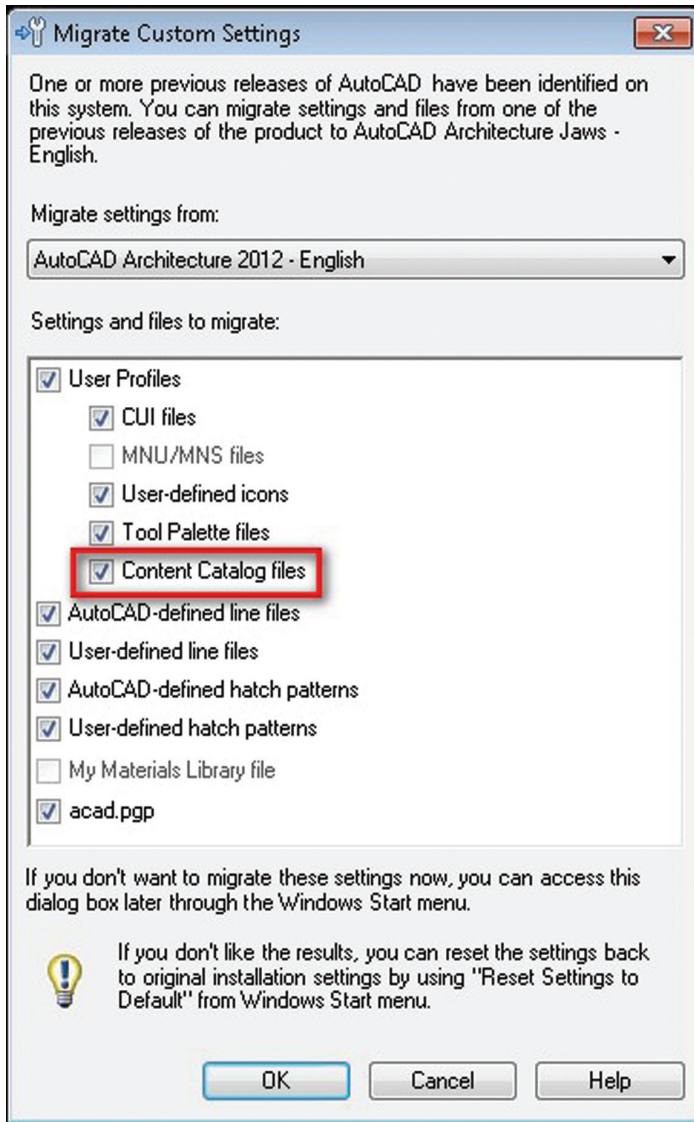 Migrate Custom Settings
One or more previous releases of AutoCAD have been identified on
this system. You can migrate settings and files from one of the
previous releases of the product to AutoCAD Architecture Jaws -
English.
Migrate settings from:
AutoCAD Architecture 2012 - English
Settings and files to migrate:
User Profiles
CUI files
MNU/MNS files
User-defined icons
Tool Palette files
Content Catalog files
AutoCAD-defined line files
User-defined line files
AutoCAD-defined hatch patterns
User-defined hatch patterns
My Materials Library file
acad.pgp
If you don't want to migrate these settings now, you can access this
dialog box later through the Windows Start menu.
If you don't like the results, you can reset the settings back
to original installation settings by using "Reset Settings to
Default" from Windows Start menu.
OK Cancel Help